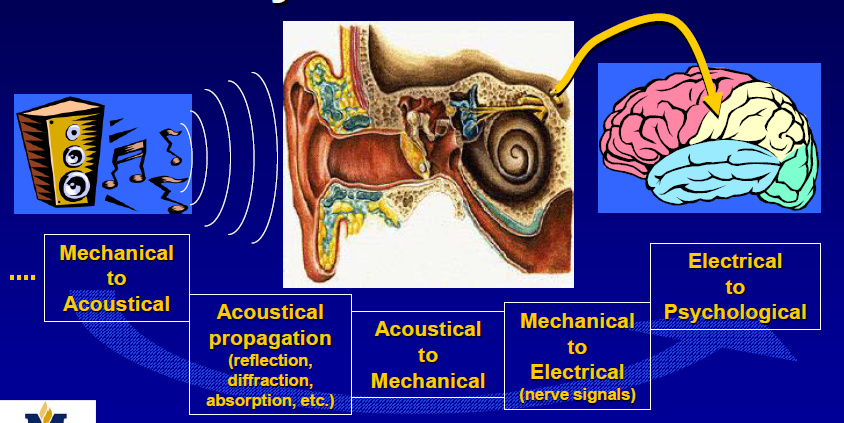 Mechanical
to
Acoustical
Acoustical
propagation
(reflection,
diffraction,
absorption, etc.)
Acoustical
to
Mechanical
Mechanical
to
Electrical
(nerve signals)
Electrical
to
Psychological